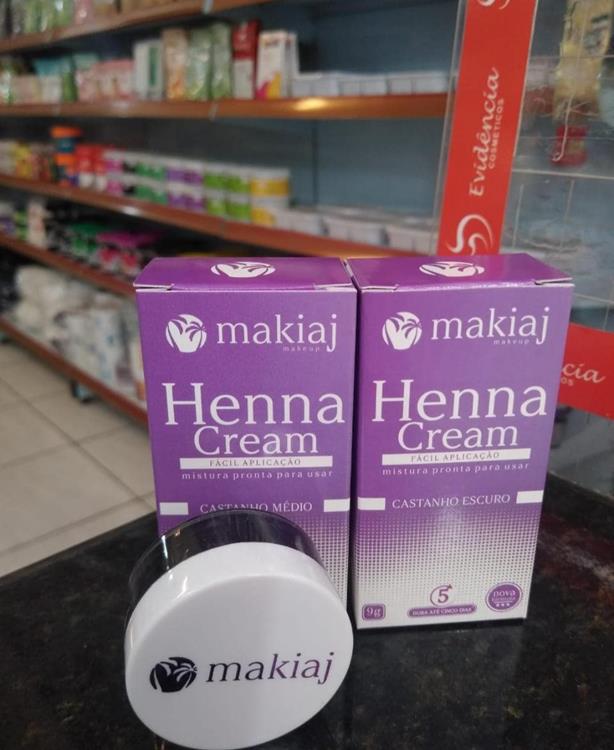 Evidência
COSMETICOS
makiaj
makeup
Henna
Cream
FÁCIL APLICAÇÃO
mistura pronta para usar
CASTANHO MÉDIO
makiaj
makeup
Henna
Cream
FÁCIL APLICAÇÃO
mistura pronta para usar
CASTANHO ESCURO
9g
5
DURA ATÉ CINCO DIAS
nova
makiaj